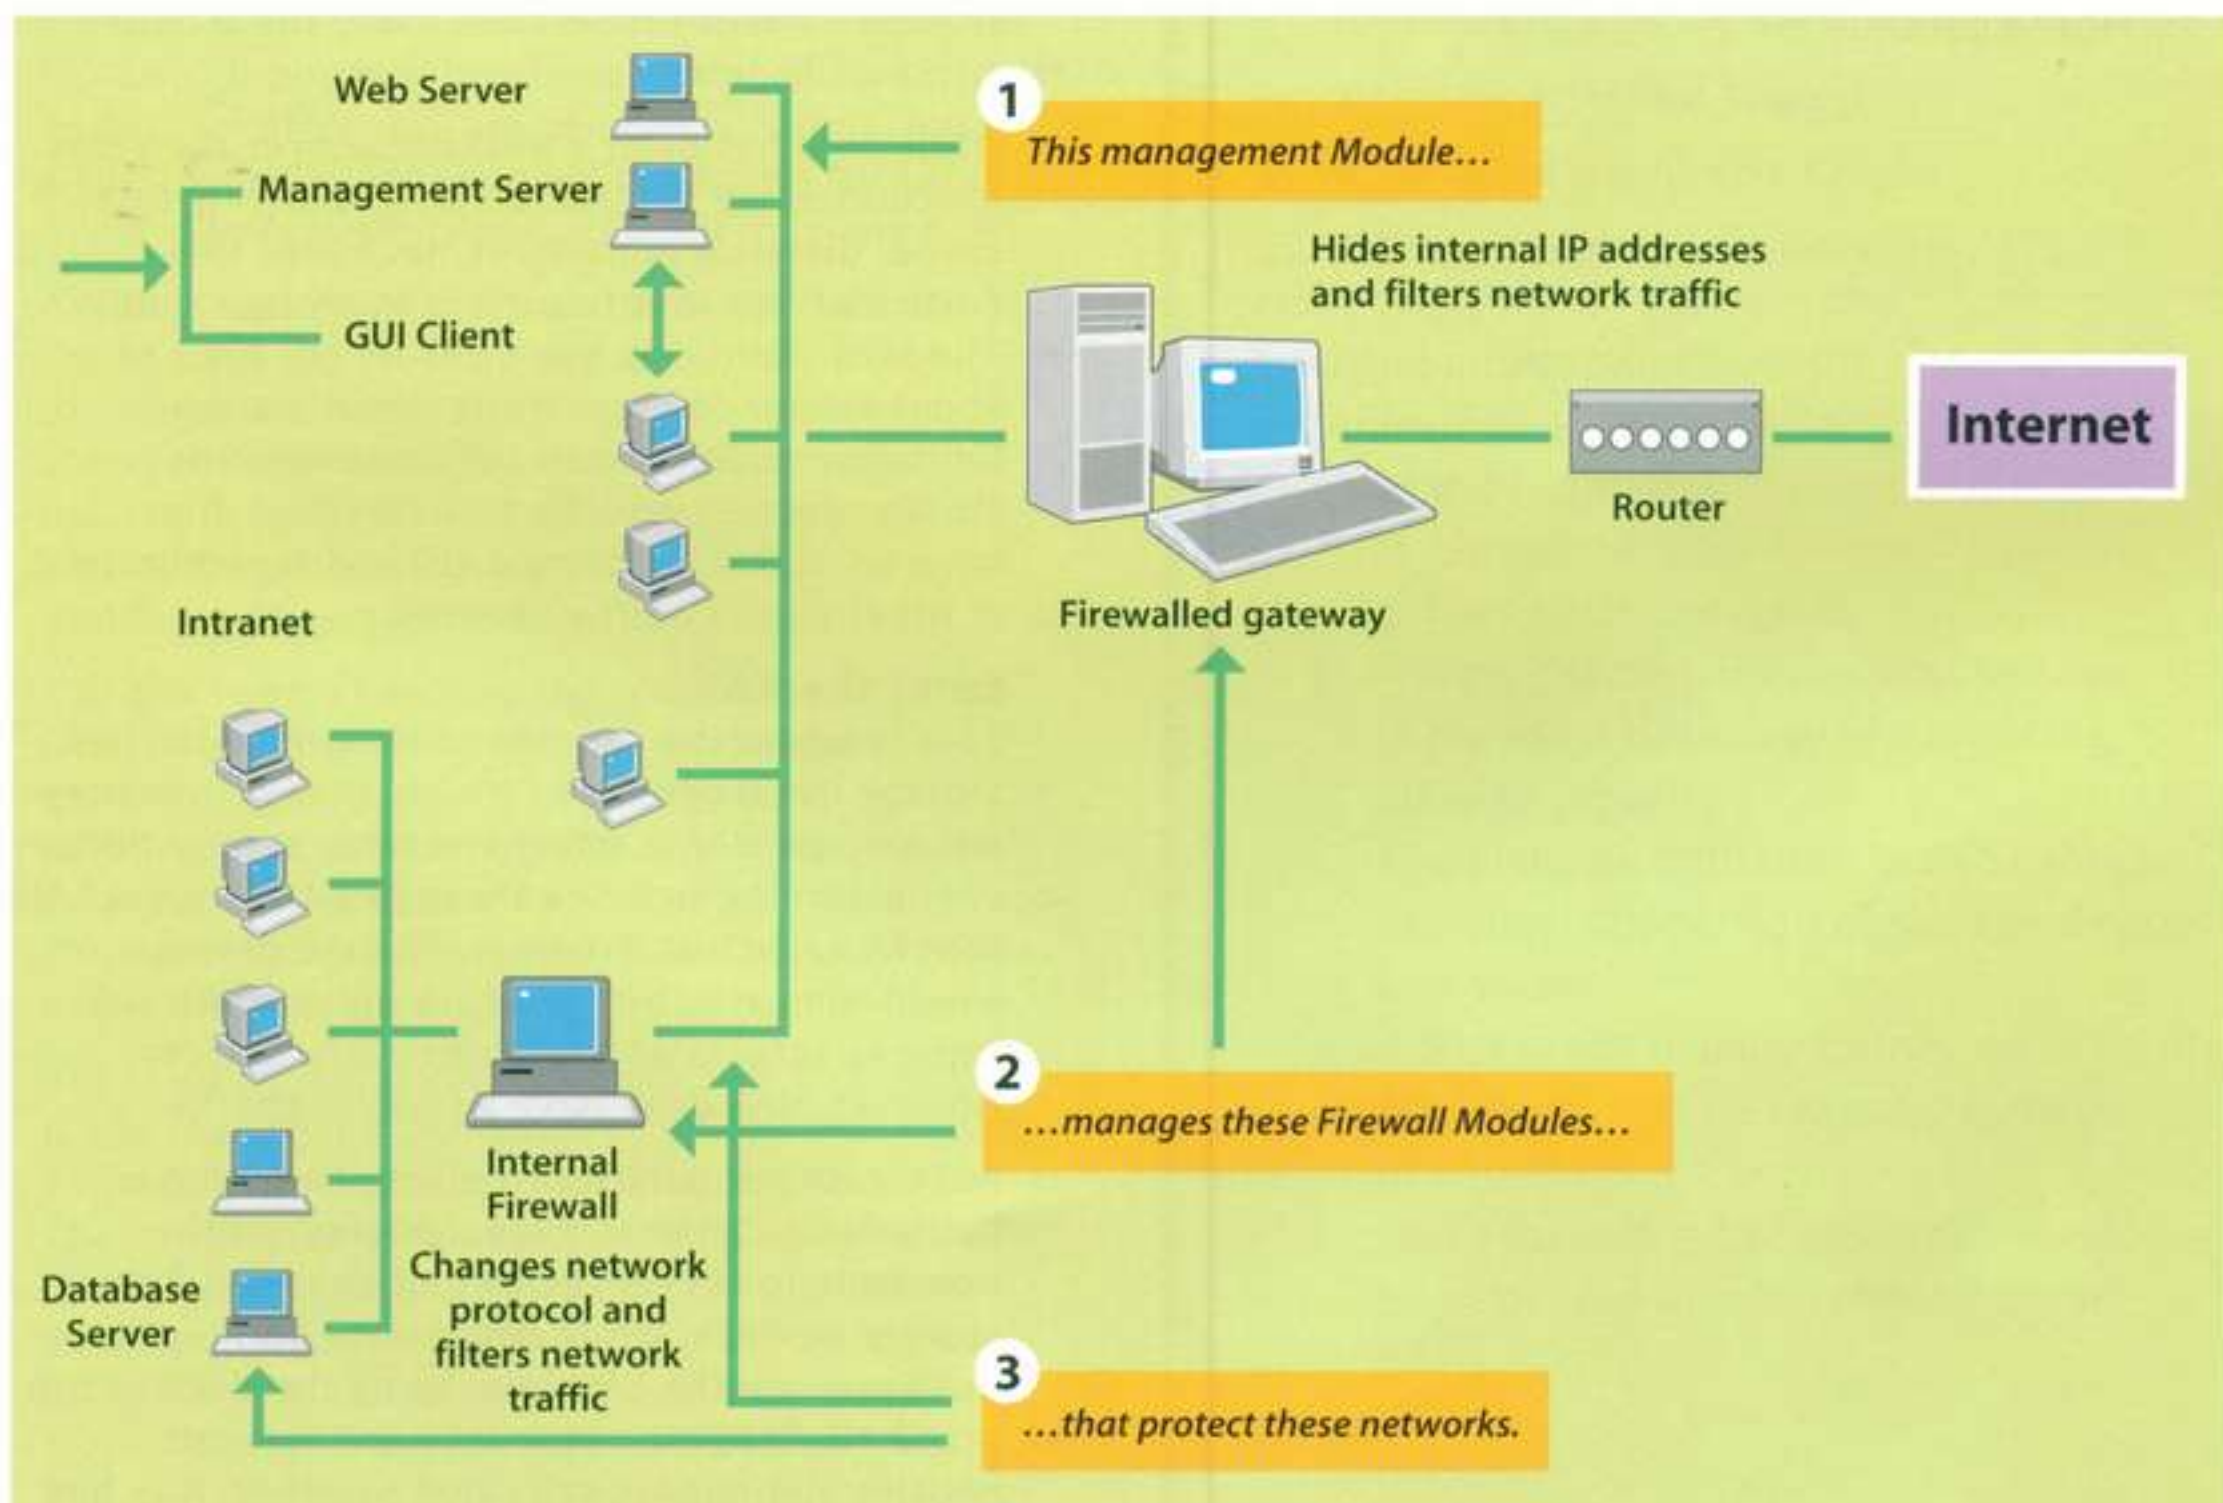 Web Server
1
This management Module...
Management Server
Hides internal IP addresses
and filters network traffic
GUI Client
Internet
Router
Firewalled gateway
Intranet
2
...manages these Firewall Modules...
Internal
Firewall
Changes network
protocol and
filters network
traffic
Database
Server
3
...that protect these networks.